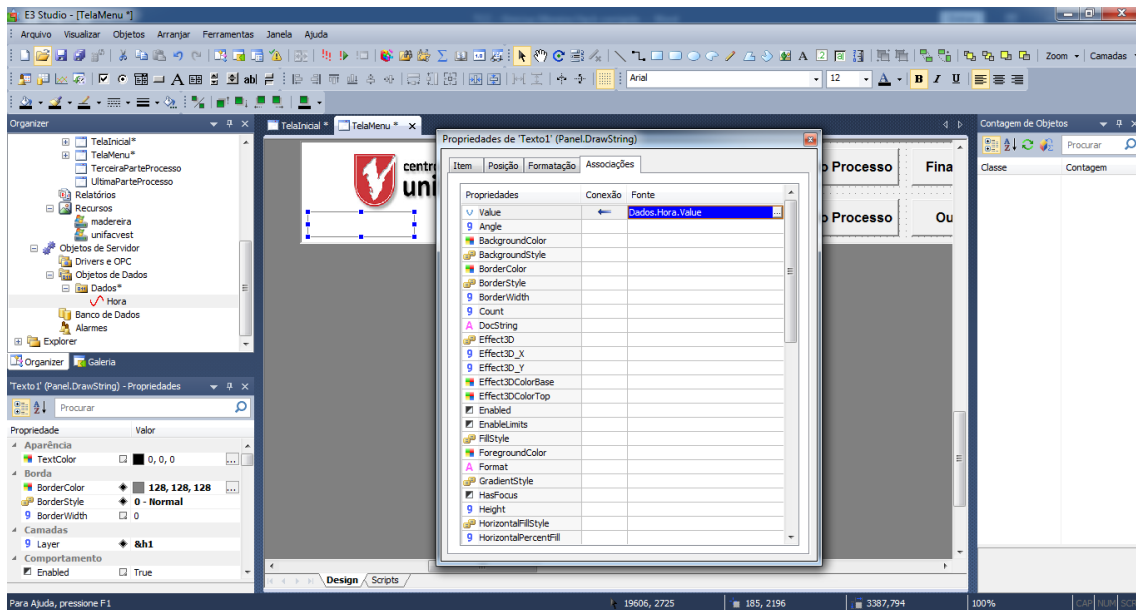 E3 Studio - [TelaMenu *]
Arquivo Visualizar Objetos Arranjar Ferramentas Janela Ajuda
Zoom Camadas
Arial 12 A B I U
Organizer
TelaInicial * TelaMenu *
Contagem de Objetos
TelaInicial*
TelaMenu*
TerceiraParteProcesso
UltimaParteProcesso
Relatórios
Recursos
madereira
unifacvest
Objetos de Servidor
Drivers e OPC
Objetos de Dados
Dados*
Hora
Banco de Dados
Alarmes
Explorer
Organizer Galeria
centr
uni
o Processo Fina
o Processo Ou
Procurar
Classe Contagem
Propriedades de 'Texto1' (Panel.DrawString)
Item Posição Formatação Associações
Propriedades Conexão Fonte
Value Dados.Hora.Value ...
Angle
BackgroundColor
BackgroundStyle
BorderColor
BorderStyle
BorderWidth
Count
DocString
Effect3D
Effect3D_X
Effect3D_Y
Effect3DColorBase
Effect3DColorTop
Enabled
EnableLimits
FillStyle
ForegroundColor
Format
GradientStyle
HasFocus
Height
HorizontalFillStyle
HorizontalPercentFill
'Texto1' (Panel.DrawString) - Propriedades
Procurar
Propriedade Valor
Aparência
TextColor 0, 0, 0 ...
Borda
BorderColor 128, 128, 128 ...
BorderStyle 0 - Normal
BorderWidth 0
Camadas
Layer &h1
Comportamento
Enabled True
Design Scripts
Para Ajuda, pressione F1 19606, 2725 185, 2196 3387,794 100% CAP NUM SCR